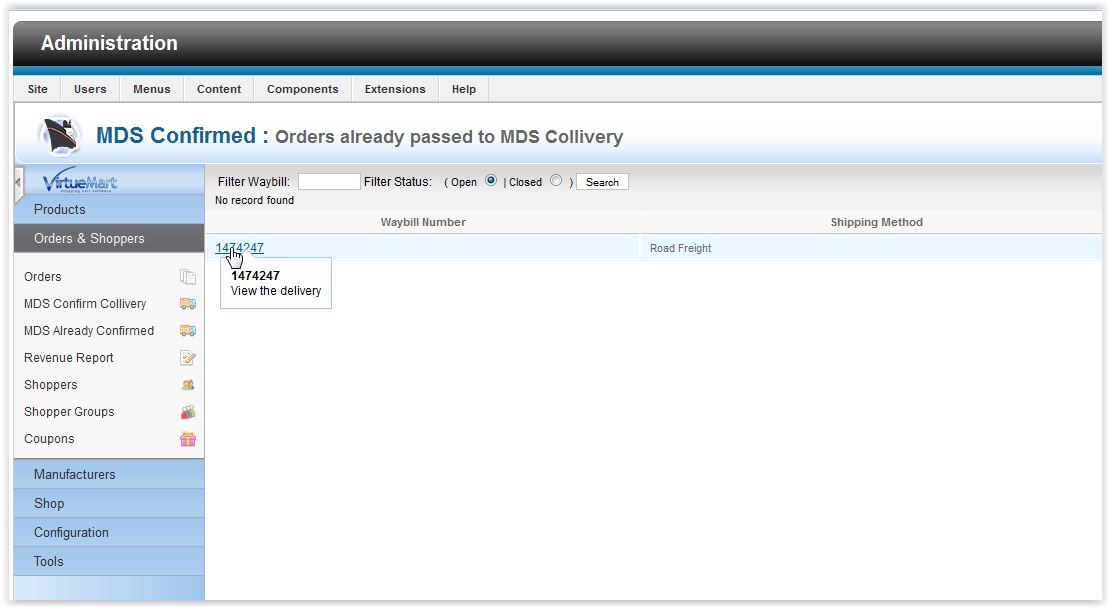 Administration
Site Users Menus Content Components Extensions Help
MDS Confirmed : Orders already passed to MDS Collivery
VirtueMart
shopping cart software
Filter Waybill: Filter Status: ( Open | Closed ) Search
No record found
Products
Waybill Number Shipping Method
Orders & Shoppers
1474247 Road Freight
1474247
View the delivery
Orders
MDS Confirm Collivery
MDS Already Confirmed
Revenue Report
Shoppers
Shopper Groups
Coupons
Manufacturers
Shop
Configuration
Tools